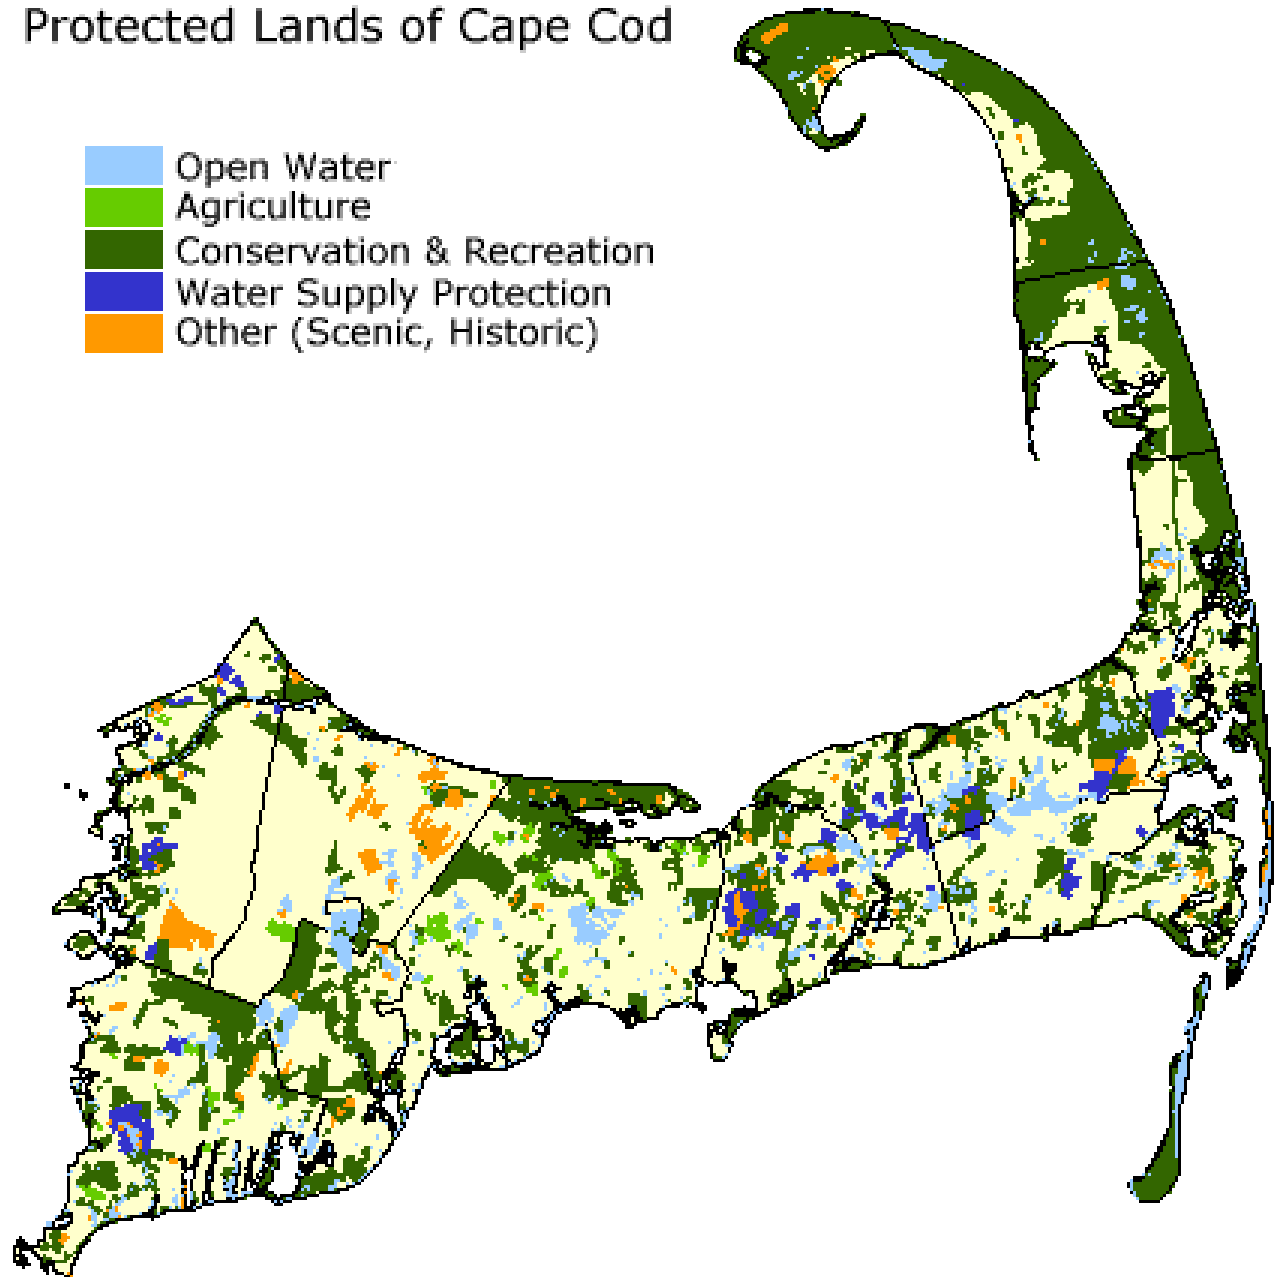 Protected Lands of Cape Cod
Open Water
Agriculture
Conservation & Recreation
Water Supply Protection
Other (Scenic, Historic)